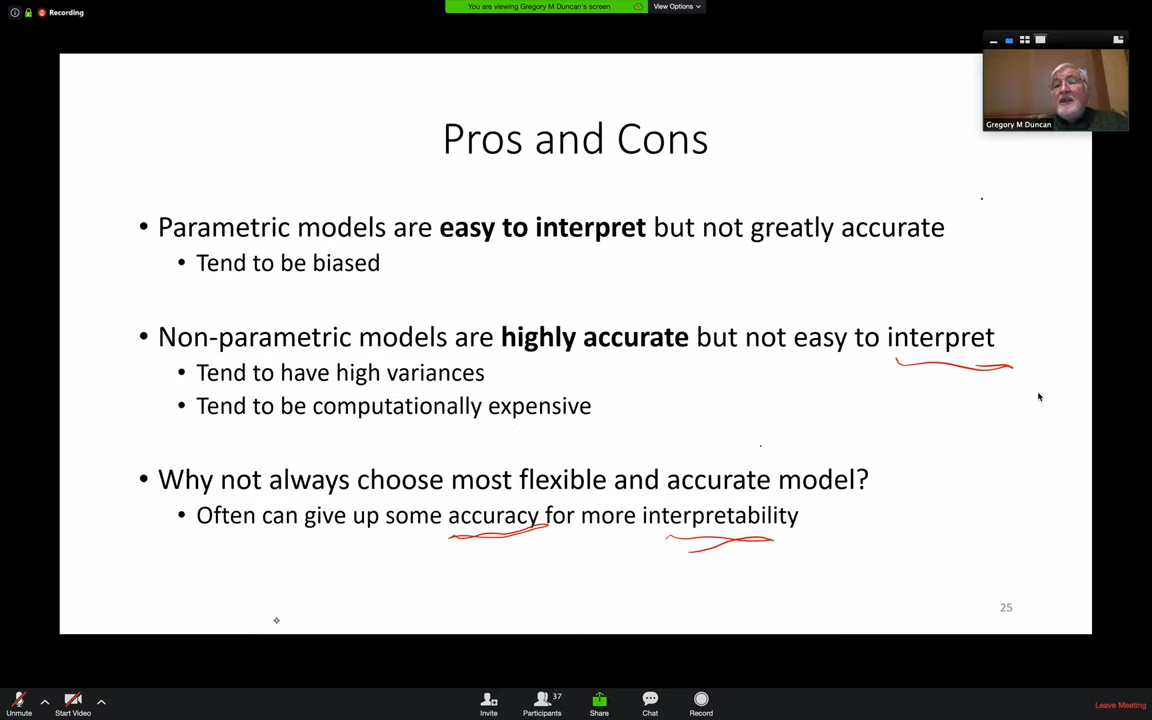 Recording
You are viewing Gregory M Duncan's screen
View Options
Gregory M Duncan
Pros and Cons
• Parametric models are easy to interpret but not greatly accurate
• Tend to be biased
• Non-parametric models are highly accurate but not easy to interpret
• Tend to have high variances
• Tend to be computationally expensive
• Why not always choose most flexible and accurate model?
• Often can give up some accuracy for more interpretability
25
Unmute
Start Video
Invite
Participants
37
Share
Chat
Record
Leave Meeting